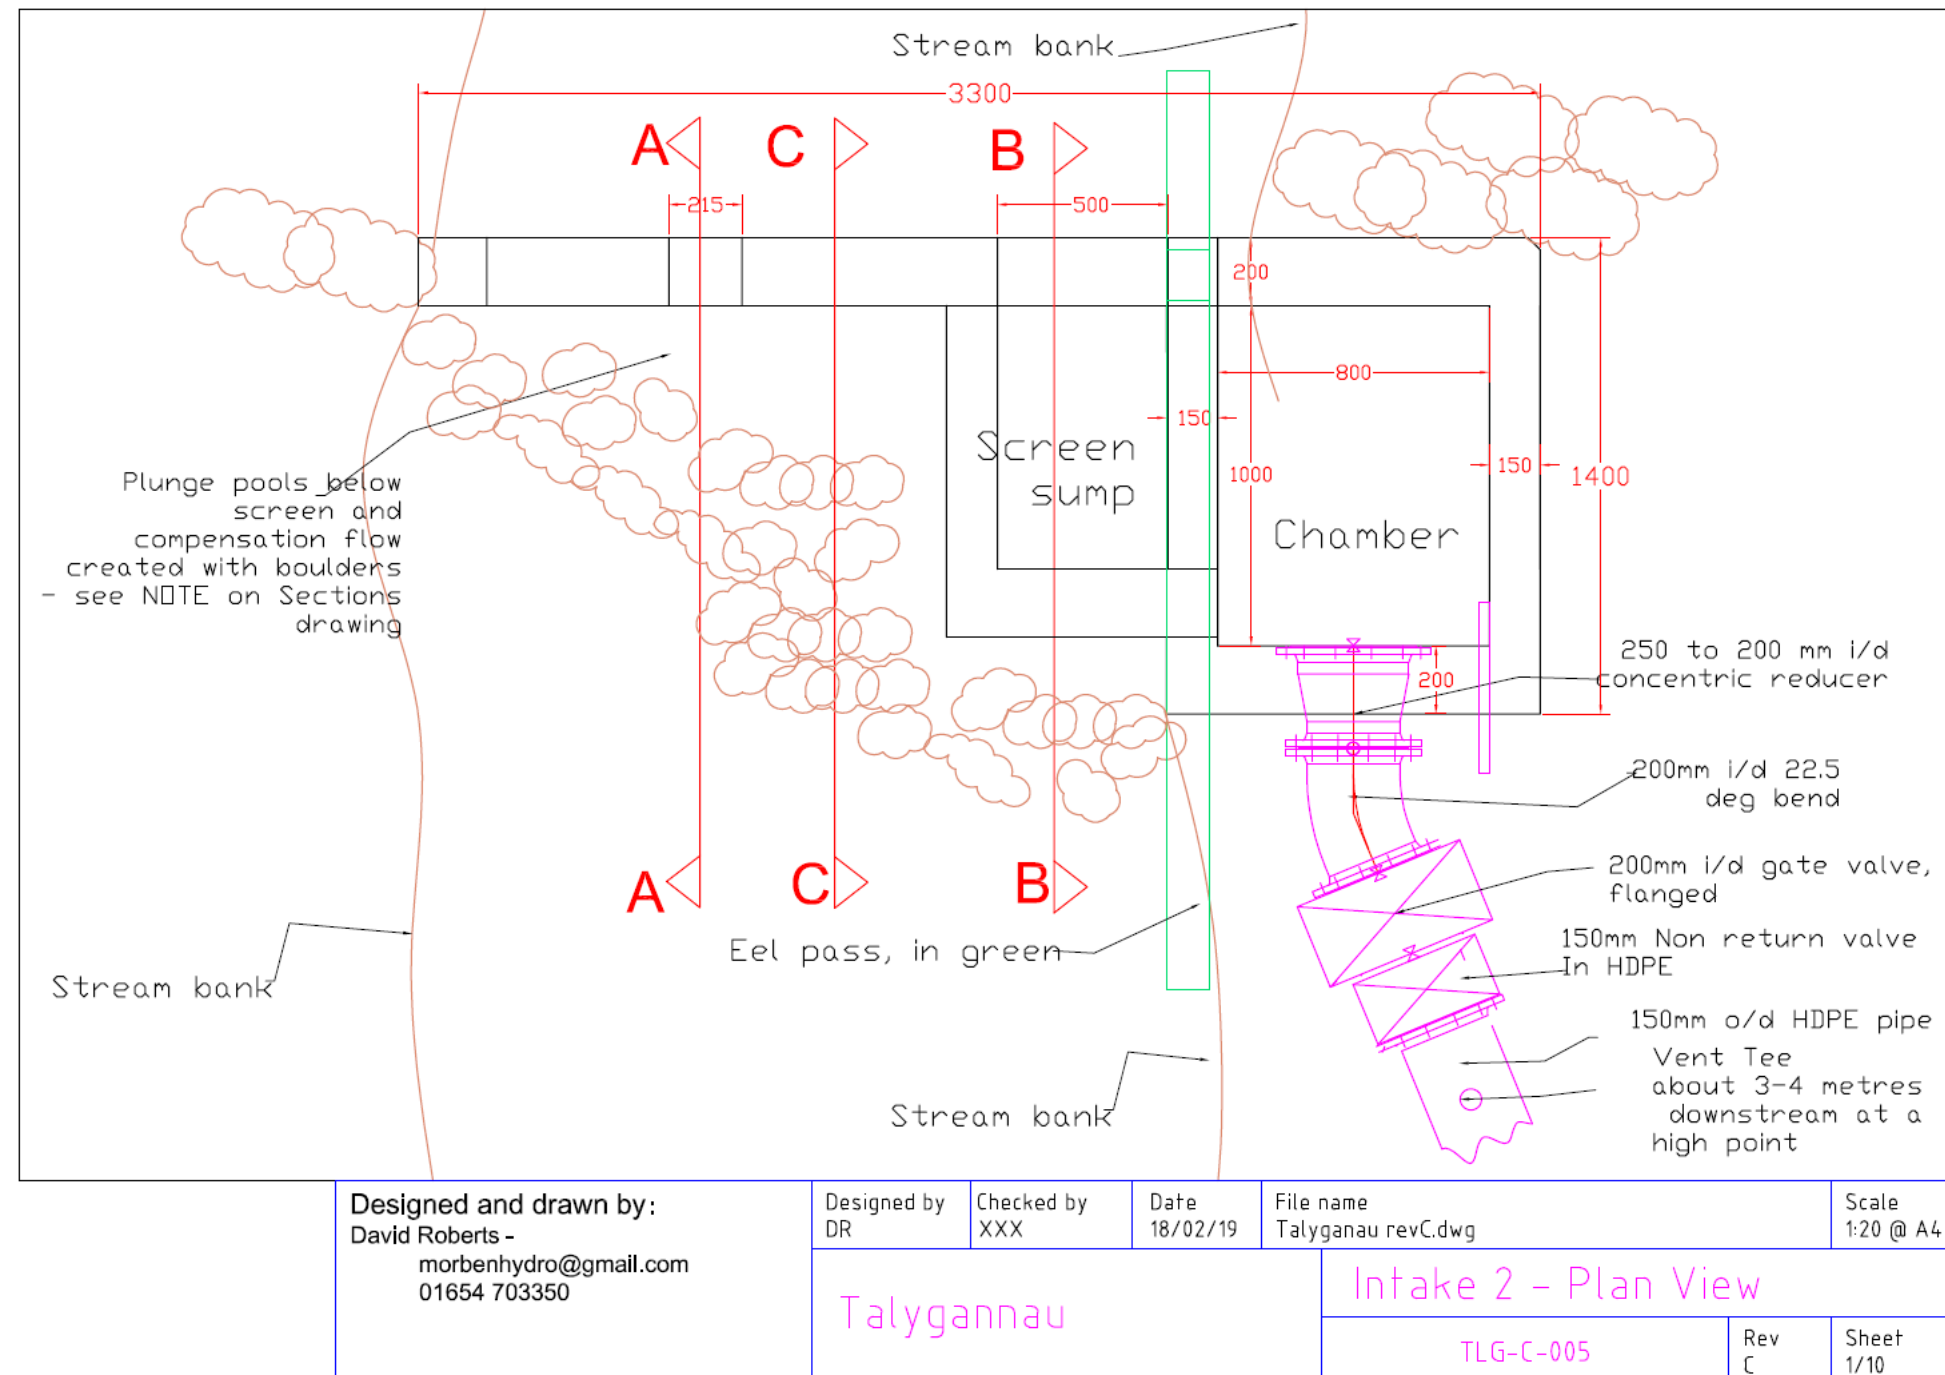 Stream bank
3300
A
C
B
215
500
200
800
150
Screen
sump
1000
150
1400
Chamber
Plunge pools below
screen and
compensation flow
created with boulders
- see NOTE on Sections
drawing
250 to 200 mm i/d
concentric reducer
200
200mm i/d 22.5
deg bend
A
C
B
200mm i/d gate valve,
flanged
Eel pass, in green
150mm Non return valve
In HDPE
Stream bank
150mm o/d HDPE pipe
Vent Tee
about 3-4 metres
downstream at a
high point
Stream bank
Designed and drawn by:
David Roberts -
morbenhydro@gmail.com
01654 703350
Designed by
DR
Checked by
XXX
Date
18/02/19
File name
Talyganau revC.dwg
Scale
1:20 @ A4
Talygannau
Intake 2 - Plan View
TLG-C-005
Rev
C
Sheet
1/10